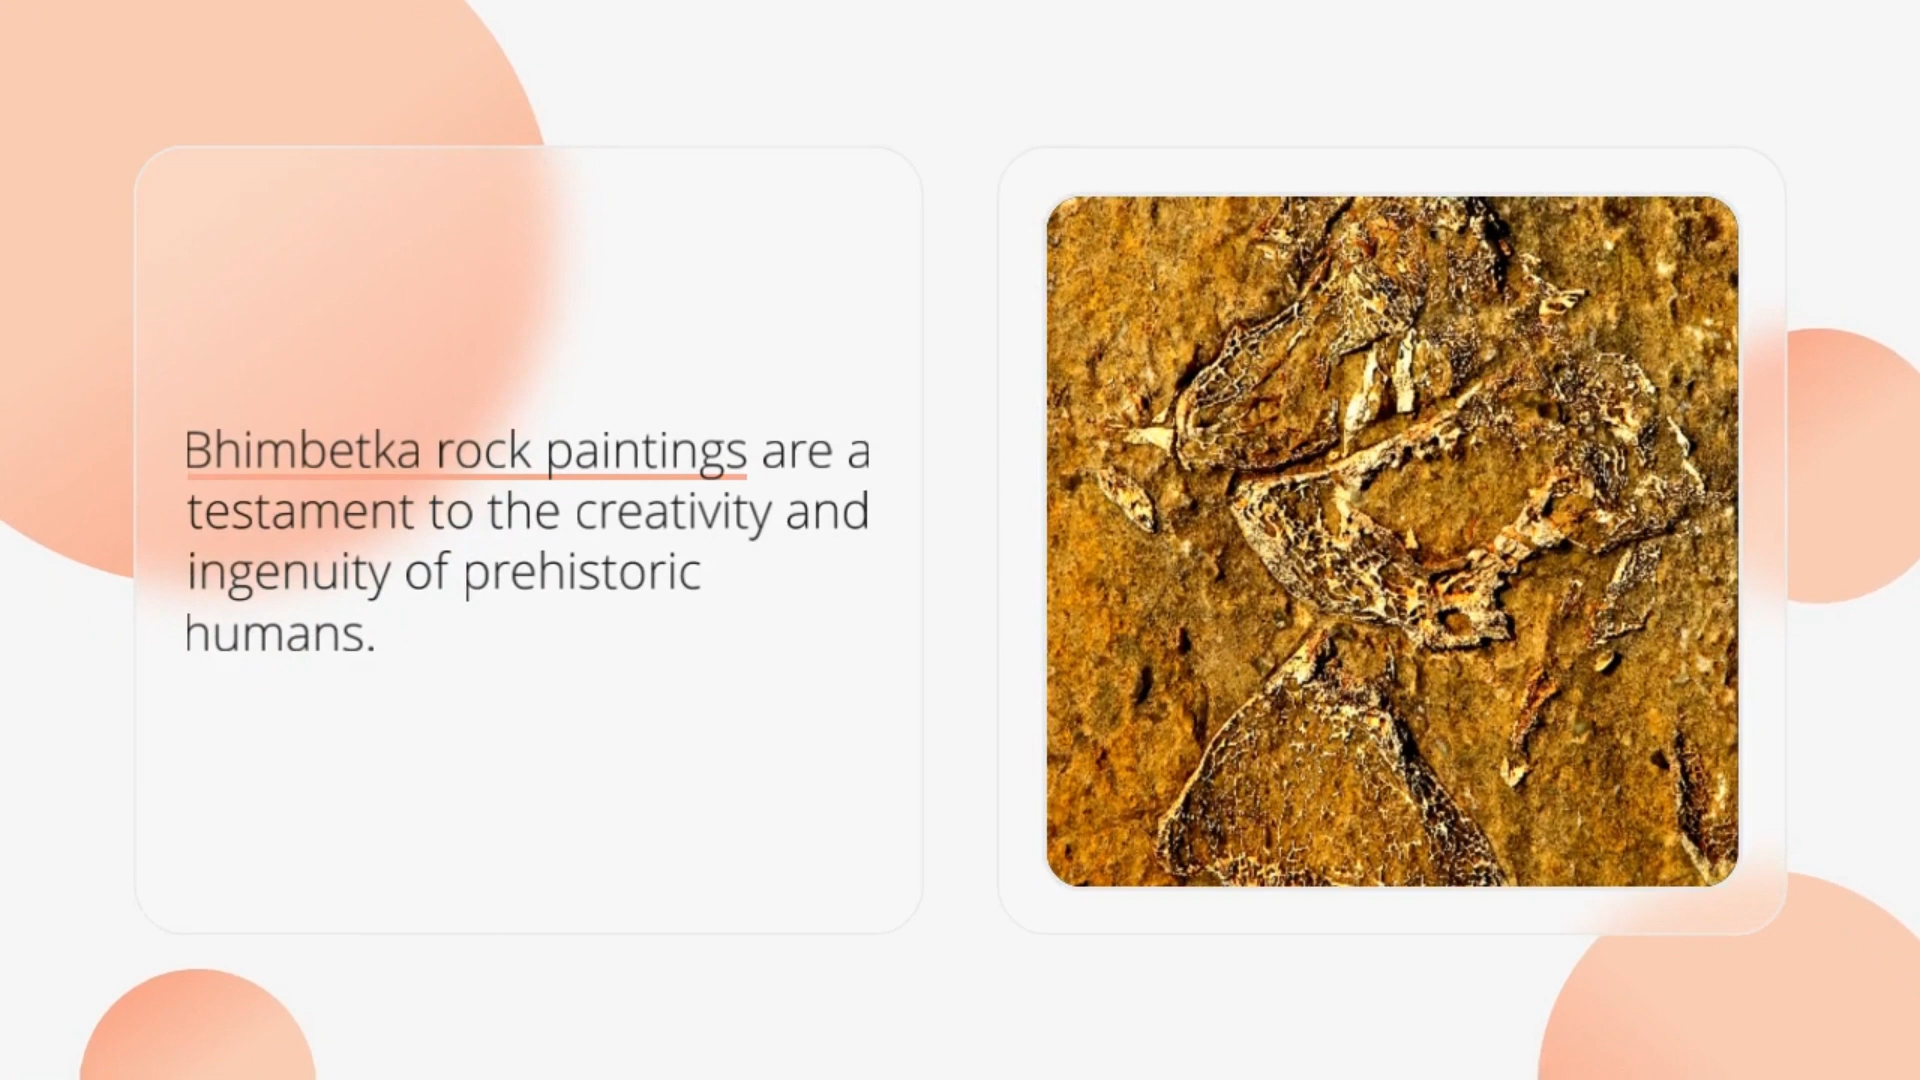 Bhimbetka rock paintings are a
testament to the creativity and
ingenuity of prehistoric
humans.